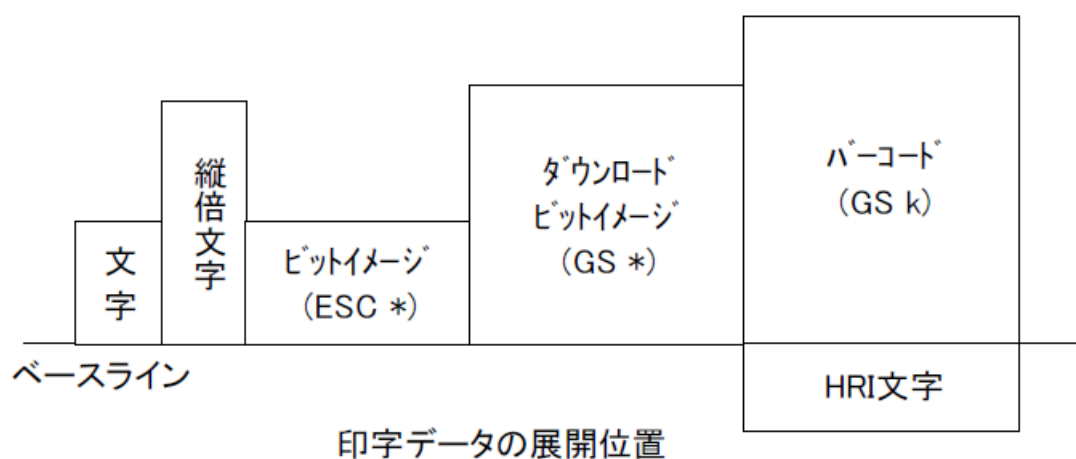 文字
縦倍文字
ビットイメージ
(ESC *)
ダウンロード
ビットイメージ
(GS *)
バーコード
(GS k)
ベースライン
HRI文字
印字データの展開位置